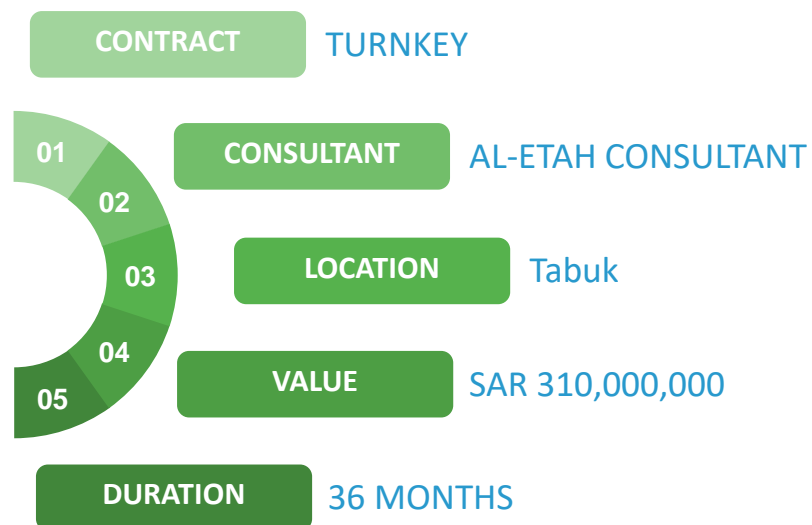 CONTRACT TURNKEY
01
CONSULTANT AL-ETAH CONSULTANT
02
LOCATION Tabuk
03
04
VALUE SAR 310,000,000
05
DURATION 36 MONTHS